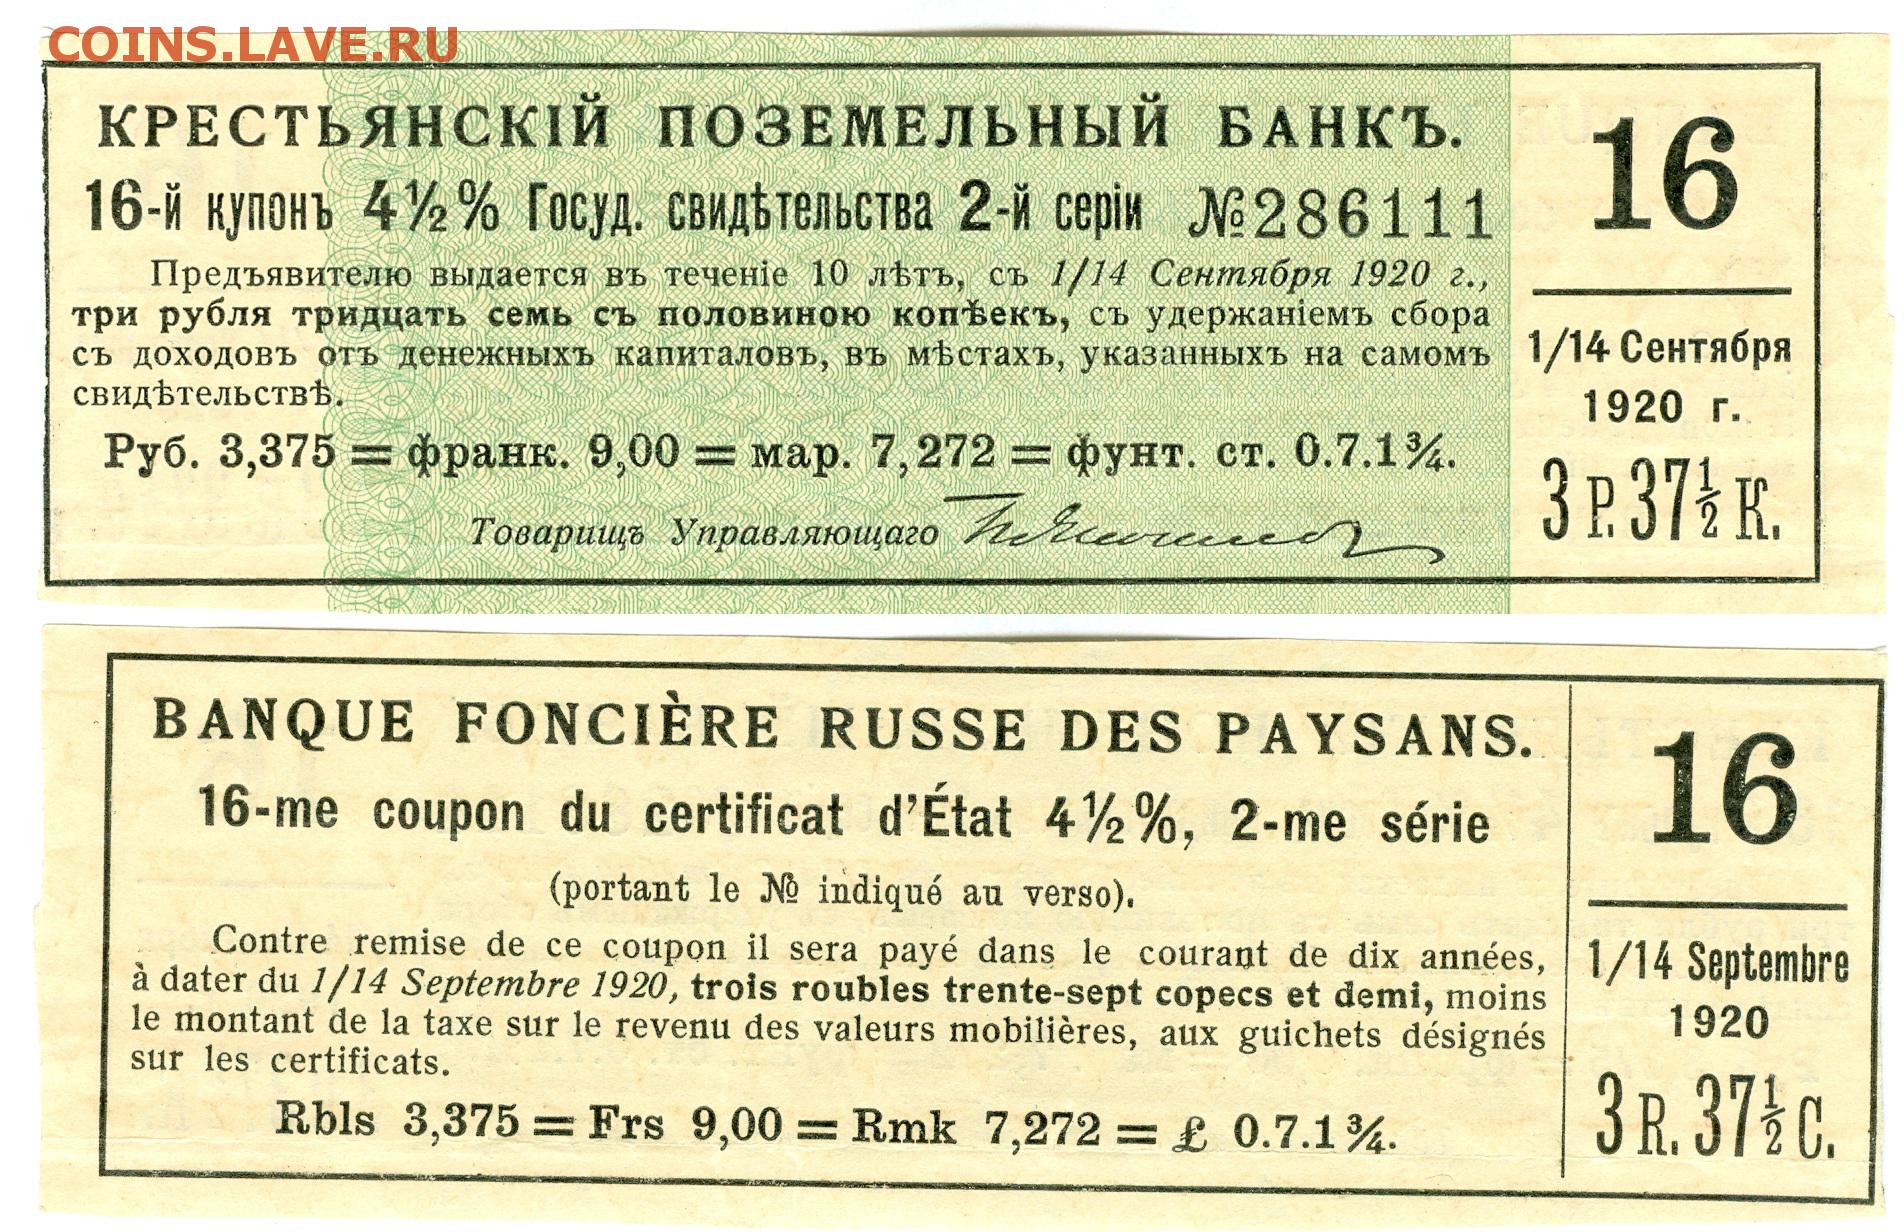 COINS.LAVE.RU
КРЕСТЬЯНСКІЙ ПОЗЕМЕЛЬНЫЙ БАНКЪ.
16-й купонъ 4½% Госуд. свидѣтельства 2-й серіи №286111
Предъявителю выдается въ теченіе 10 лѣтъ, съ 1/14 Сентября 1920 г.,
три рубля тридцать семь съ половиною копѣекъ, съ удержаніемъ сбора
съ доходовъ отъ денежныхъ капиталовъ, въ мѣстахъ, указанныхъ на самомъ
свидѣтельствѣ.
Руб. 3,375 = франк. 9,00 = мар. 7,272 = фунт. ст. 0.7.1¾.
Товарищъ Управляющаго
16
1/14 Сентября
1920 г.
3 Р. 37½ К.
BANQUE FONCIÈRE RUSSE DES PAYSANS.
16-me coupon du certificat d'État 4½%, 2-me série
(portant le № indiqué au verso).
Contre remise de ce coupon il sera payé dans le courant de dix années,
à dater du 1/14 Septembre 1920, trois roubles trente-sept copecs et demi, moins
le montant de la taxe sur le revenu des valeurs mobilières, aux guichets désignés
sur les certificats.
Rbls 3,375 = Frs 9,00 = Rmk 7,272 = £ 0.7.1¾.
16
1/14 Septembre
1920
3 R. 37½ C.